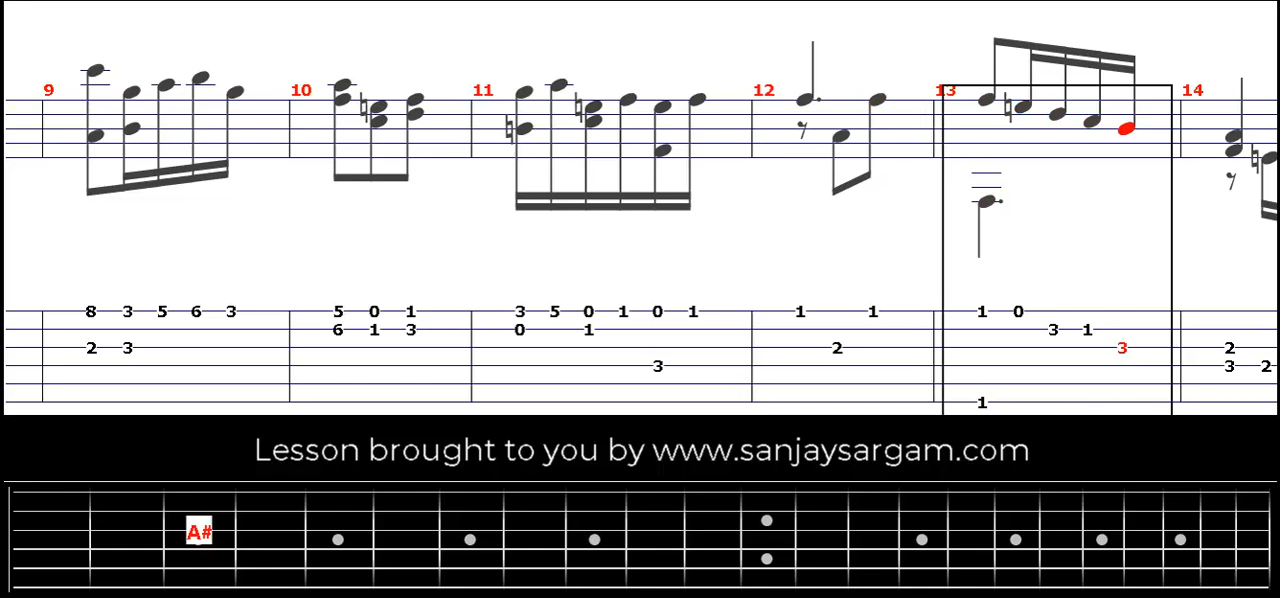 9 10 11 12 13 14
8 3 5 6 3 5 0 1 3 5 0 1 0 1 1 1 1 0
6 1 3 0 1 3 1
2 3 2 3 2
3 3 2
1
Lesson brought to you by www.sanjaysargam.com
A#